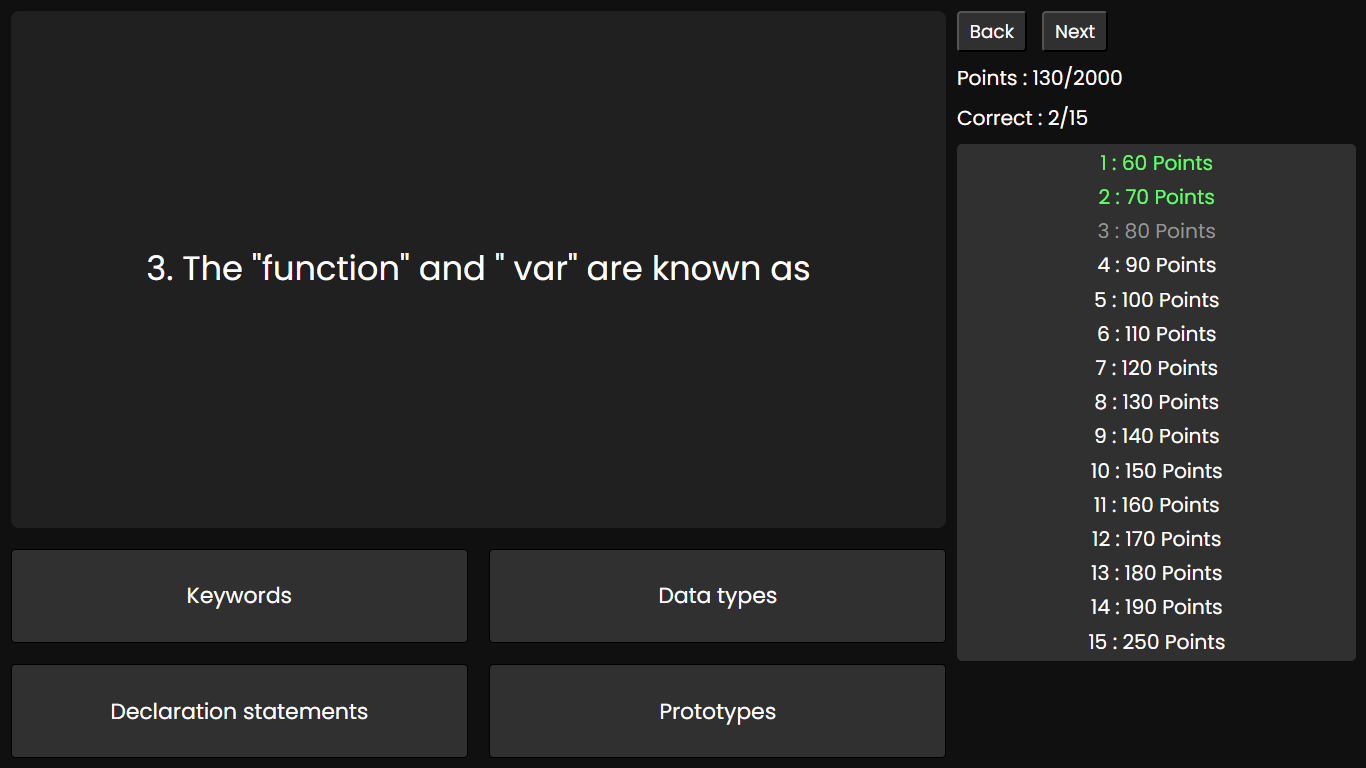 3. The "function" and " var" are known as
Keywords
Data types
Declaration statements
Prototypes
Back
Next
Points : 130/2000
Correct : 2/15
1 : 60 Points
2 : 70 Points
3 : 80 Points
4 : 90 Points
5 : 100 Points
6 : 110 Points
7 : 120 Points
8 : 130 Points
9 : 140 Points
10 : 150 Points
11 : 160 Points
12 : 170 Points
13 : 180 Points
14 : 190 Points
15 : 250 Points